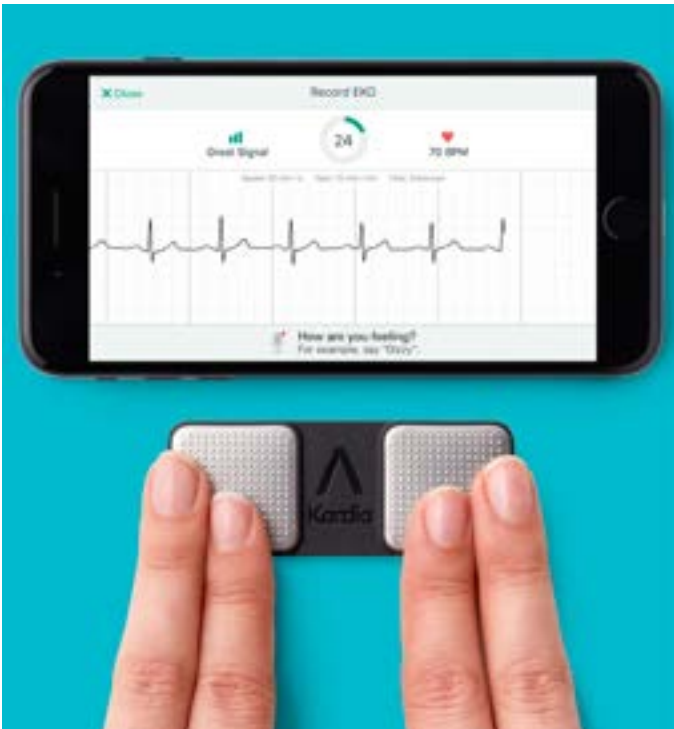 X Close
Record EKG
24
Great Signal
70 BPM
How are you feeling?
For example, say "Dizzy".
Kardia